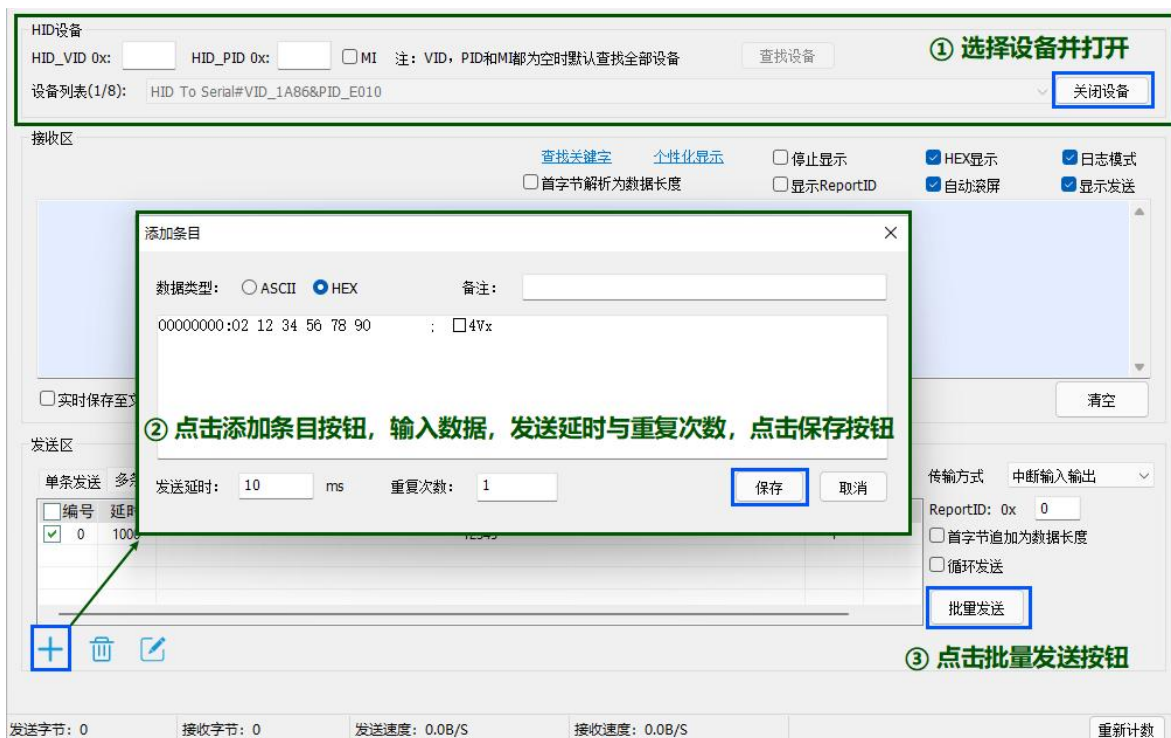 HID设备
HID_VID 0x: HID_PID 0x: MI 注: VID, PID和MI都为空时默认查找全部设备 查找设备
① 选择设备并打开
设备列表(1/8): HID To Serial#VID_1A86&PID_E010 关闭设备
接收区
查找关键字 个性化显示 停止显示 HEX显示 日志模式
首字节解析为数据长度 显示ReportID 自动滚屏 显示发送
添加条目
数据类型: ASCII HEX 备注:
00000000:02 12 34 56 78 90 ; □4Vx
实时保存至 清空
② 点击添加条目按钮, 输入数据, 发送延时与重复次数, 点击保存按钮
发送区
单条发送 多 传输方式 中断输入输出
发送延时: 10 ms 重复次数: 1 保存 取消
编号 延时 ReportID: 0x 0
0 1000 12345 1 首字节追加为数据长度
循环发送
批量发送
③ 点击批量发送按钮
发送字节: 0 接收字节: 0 发送速度: 0.0B/S 接收速度: 0.0B/S 重新计数